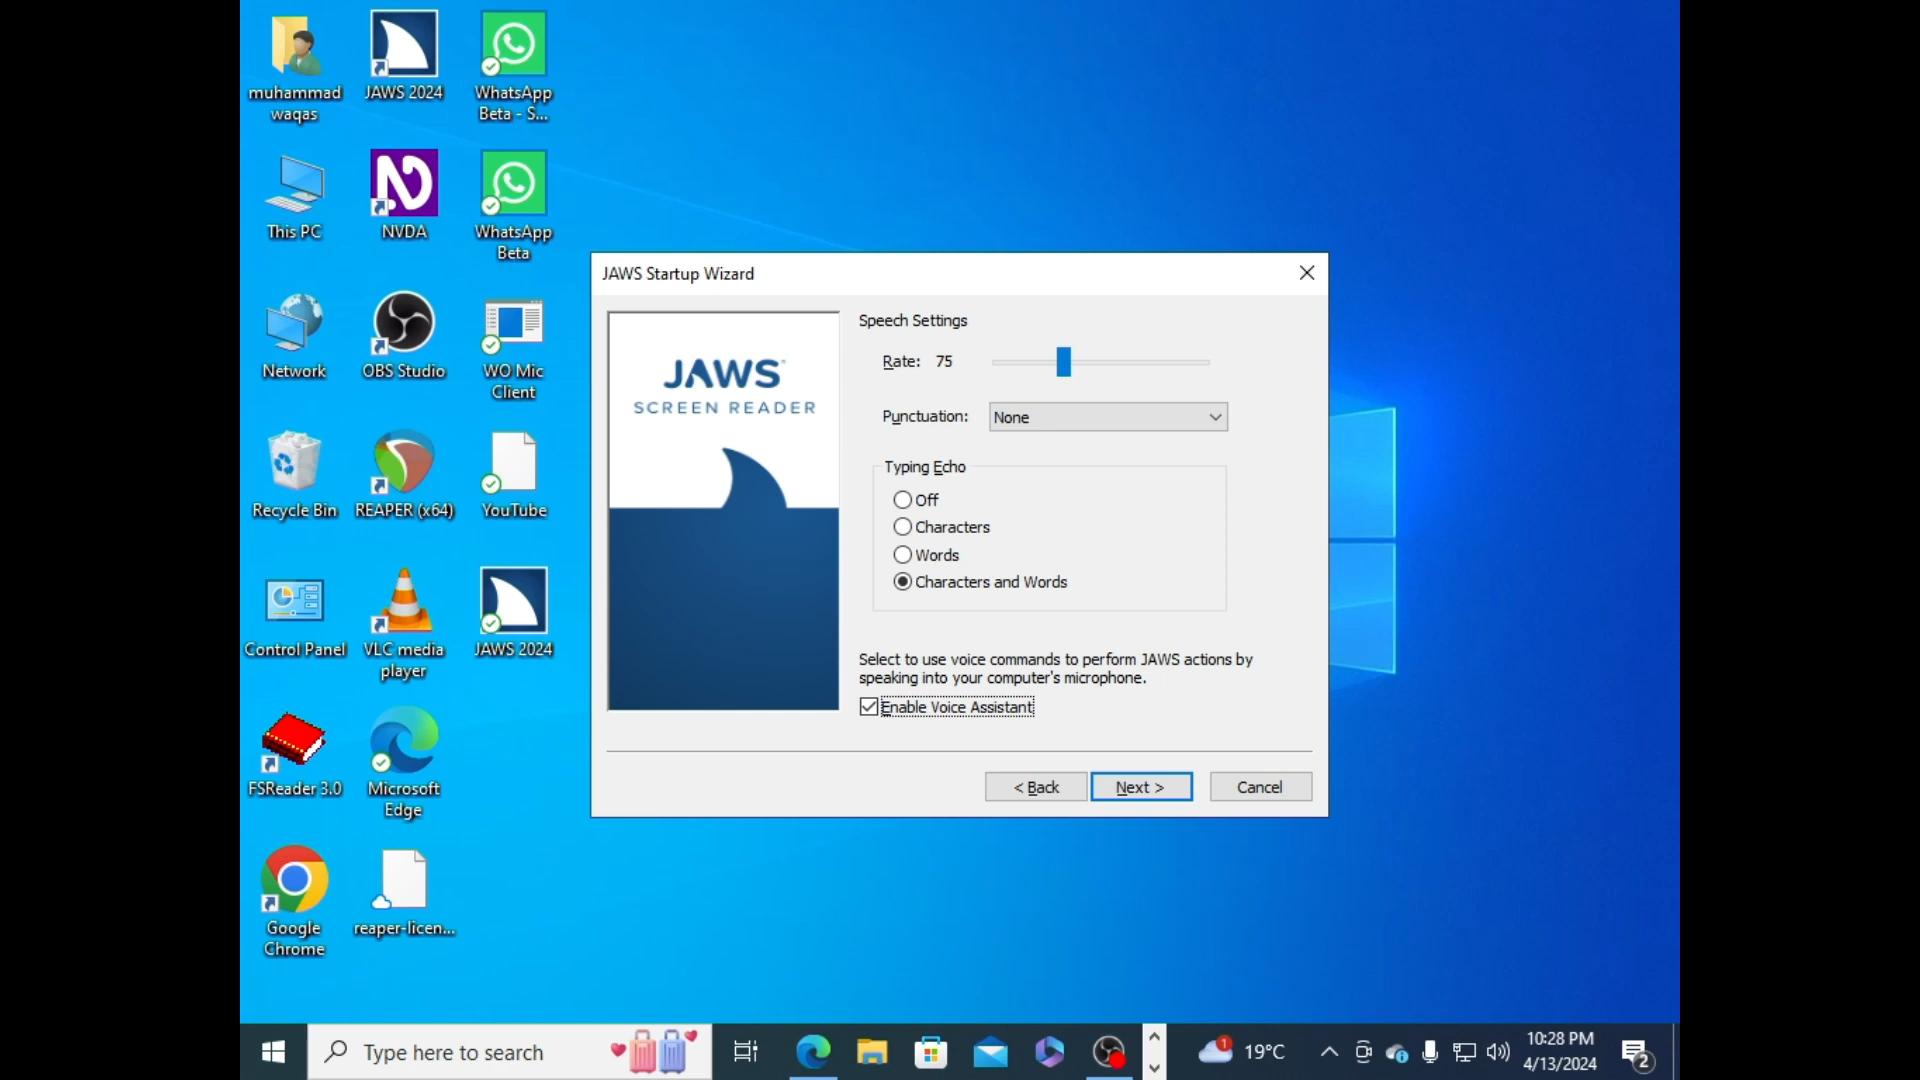 muhammad
waqas
JAWS 2024
WhatsApp
Beta - S...
This PC
NVDA
WhatsApp
Beta
Network
OBS Studio
WO Mic
Client
Recycle Bin
REAPER (x64)
YouTube
Control Panel
VLC media
player
JAWS 2024
FSReader 3.0
Microsoft
Edge
Google
Chrome
reaper-licen...
JAWS Startup Wizard
JAWS
SCREEN READER
Speech Settings
Rate: 75
Punctuation: None
Typing Echo
Off
Characters
Words
Characters and Words
Select to use voice commands to perform JAWS actions by
speaking into your computer's microphone.
Enable Voice Assistant
< Back Next > Cancel
Type here to search
1
19°C
10:28 PM
4/13/2024
2